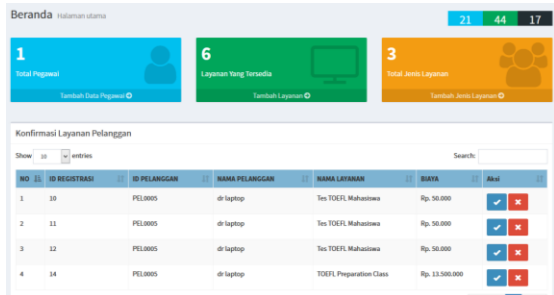 Beranda Halaman utama
21 44 17
1
Total Pegawai
Tambah Data Pegawai
6
Layanan Yang Tersedia
Tambah Layanan
3
Total Jenis Layanan
Tambah Jenis Layanan
Konfirmasi Layanan Pelanggan
Show 10 entries
Search:
NO ID REGISTRASI ID PELANGGAN NAMA PELANGGAN NAMA LAYANAN BIAYA Aksi
1 10 PEL0005 dr laptop Tes TOEFL Mahasiswa Rp. 50.000
2 11 PEL0005 dr laptop Tes TOEFL Mahasiswa Rp. 50.000
3 12 PEL0005 dr laptop Tes TOEFL Mahasiswa Rp. 50.000
4 14 PEL0005 dr laptop TOEFL Preparation Class Rp. 13.500.000